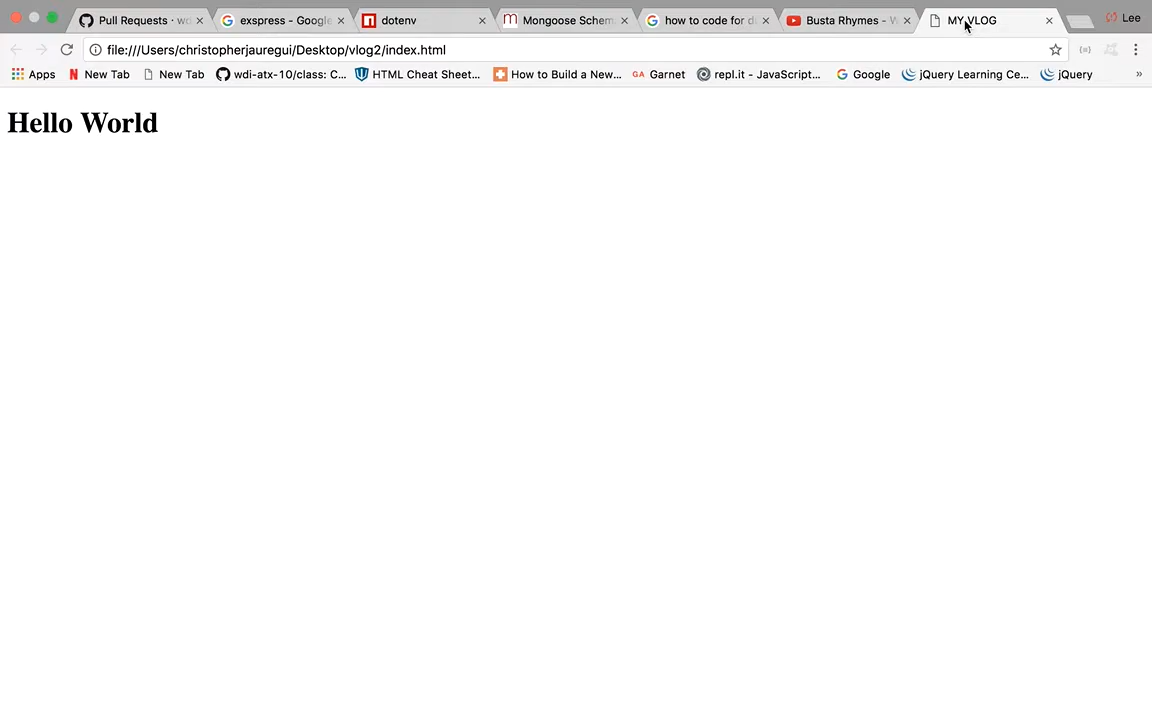 Pull Requests · wd
exspress - Google
dotenv
Mongoose Schem
how to code for d
Busta Rhymes - W
MY VLOG
Lee
file:///Users/christopherjauregui/Desktop/vlog2/index.html
Apps
New Tab
New Tab
wdi-atx-10/class: C...
HTML Cheat Sheet...
How to Build a New...
GA Garnet
repl.it - JavaScript...
Google
jQuery Learning Ce...
jQuery
»
Hello World